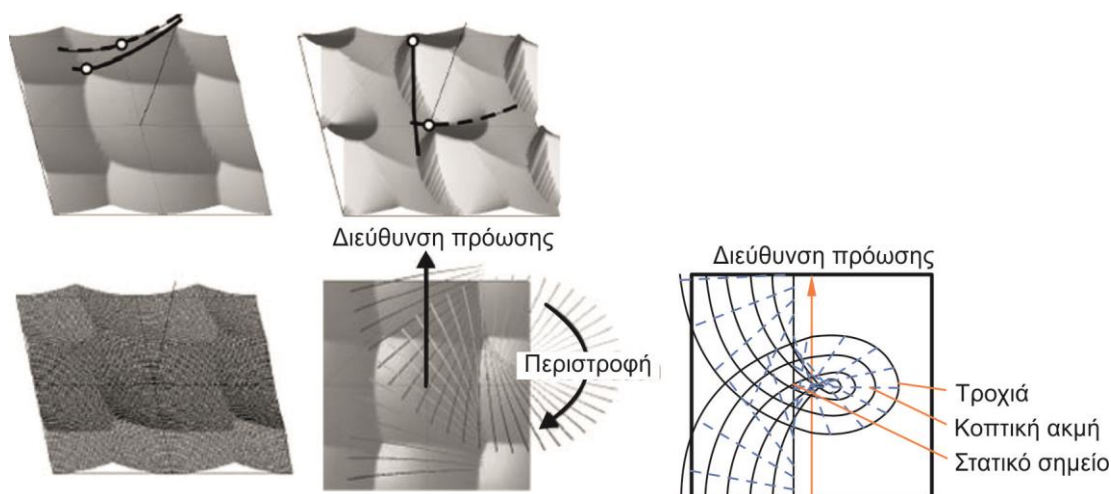 Διεύθυνση πρόωσης
Διεύθυνση πρόωσης
Περιστροφή
Τροχιά
Κοπτική ακμή
Στατικό σημείο